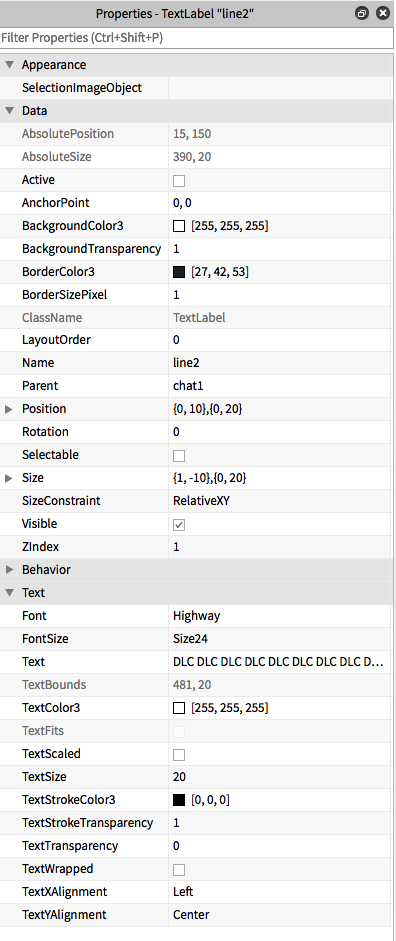 Properties - TextLabel "line2"
Filter Properties (Ctrl+Shift+P)
Appearance
SelectionImageObject
Data
AbsolutePosition 15, 150
AbsoluteSize 390, 20
Active
AnchorPoint 0, 0
BackgroundColor3 [255, 255, 255]
BackgroundTransparency 1
BorderColor3 [27, 42, 53]
BorderSizePixel 1
ClassName TextLabel
LayoutOrder 0
Name line2
Parent chat1
Position {0, 10},{0, 20}
Rotation 0
Selectable
Size {1, -10},{0, 20}
SizeConstraint RelativeXY
Visible
ZIndex 1
Behavior
Text
Font Highway
FontSize Size24
Text DLC DLC DLC DLC DLC DLC DLC DLC D...
TextBounds 481, 20
TextColor3 [255, 255, 255]
TextFits
TextScaled
TextSize 20
TextStrokeColor3 [0, 0, 0]
TextStrokeTransparency 1
TextTransparency 0
TextWrapped
TextXAlignment Left
TextYAlignment Center